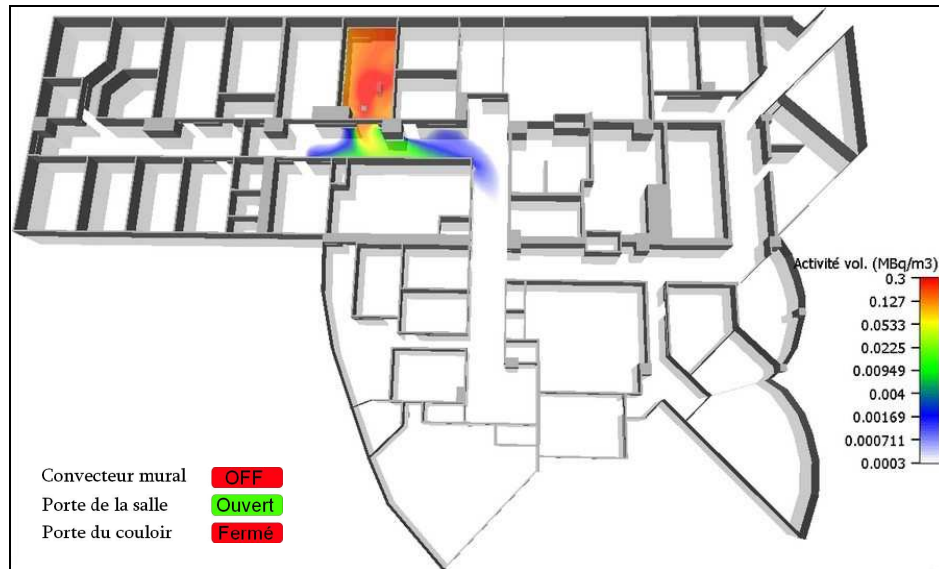 Activité vol. (MBq/m3)
0.3
0.127
0.0533
0.0225
0.00949
0.004
0.00169
0.000711
0.0003
Convecteur mural OFF
Porte de la salle Ouvert
Porte du couloir Fermé